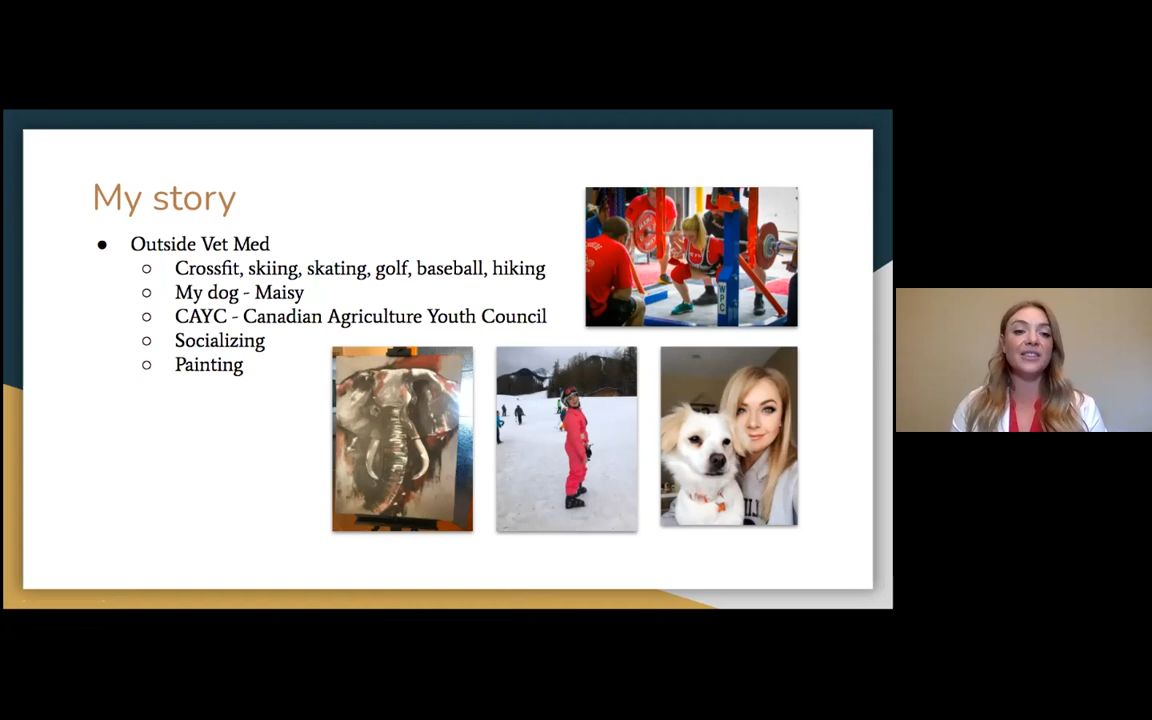 My story
Outside Vet Med
Crossfit, skiing, skating, golf, baseball, hiking
My dog - Maisy
CAYC - Canadian Agriculture Youth Council
Socializing
Painting
WPC